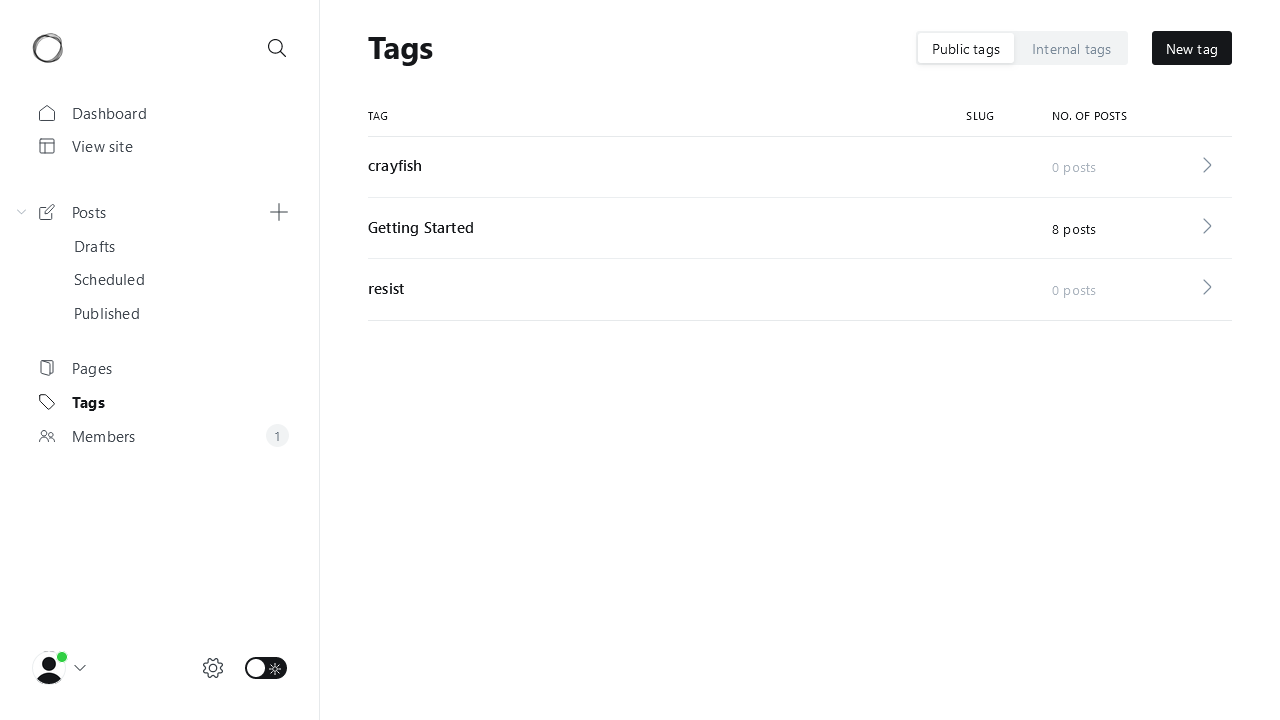 Tags
Public tags
Internal tags
New tag
Dashboard
View site
Posts
Drafts
Scheduled
Published
Pages
Tags
Members
1
TAG
SLUG
NO. OF POSTS
crayfish
0 posts
Getting Started
8 posts
resist
0 posts